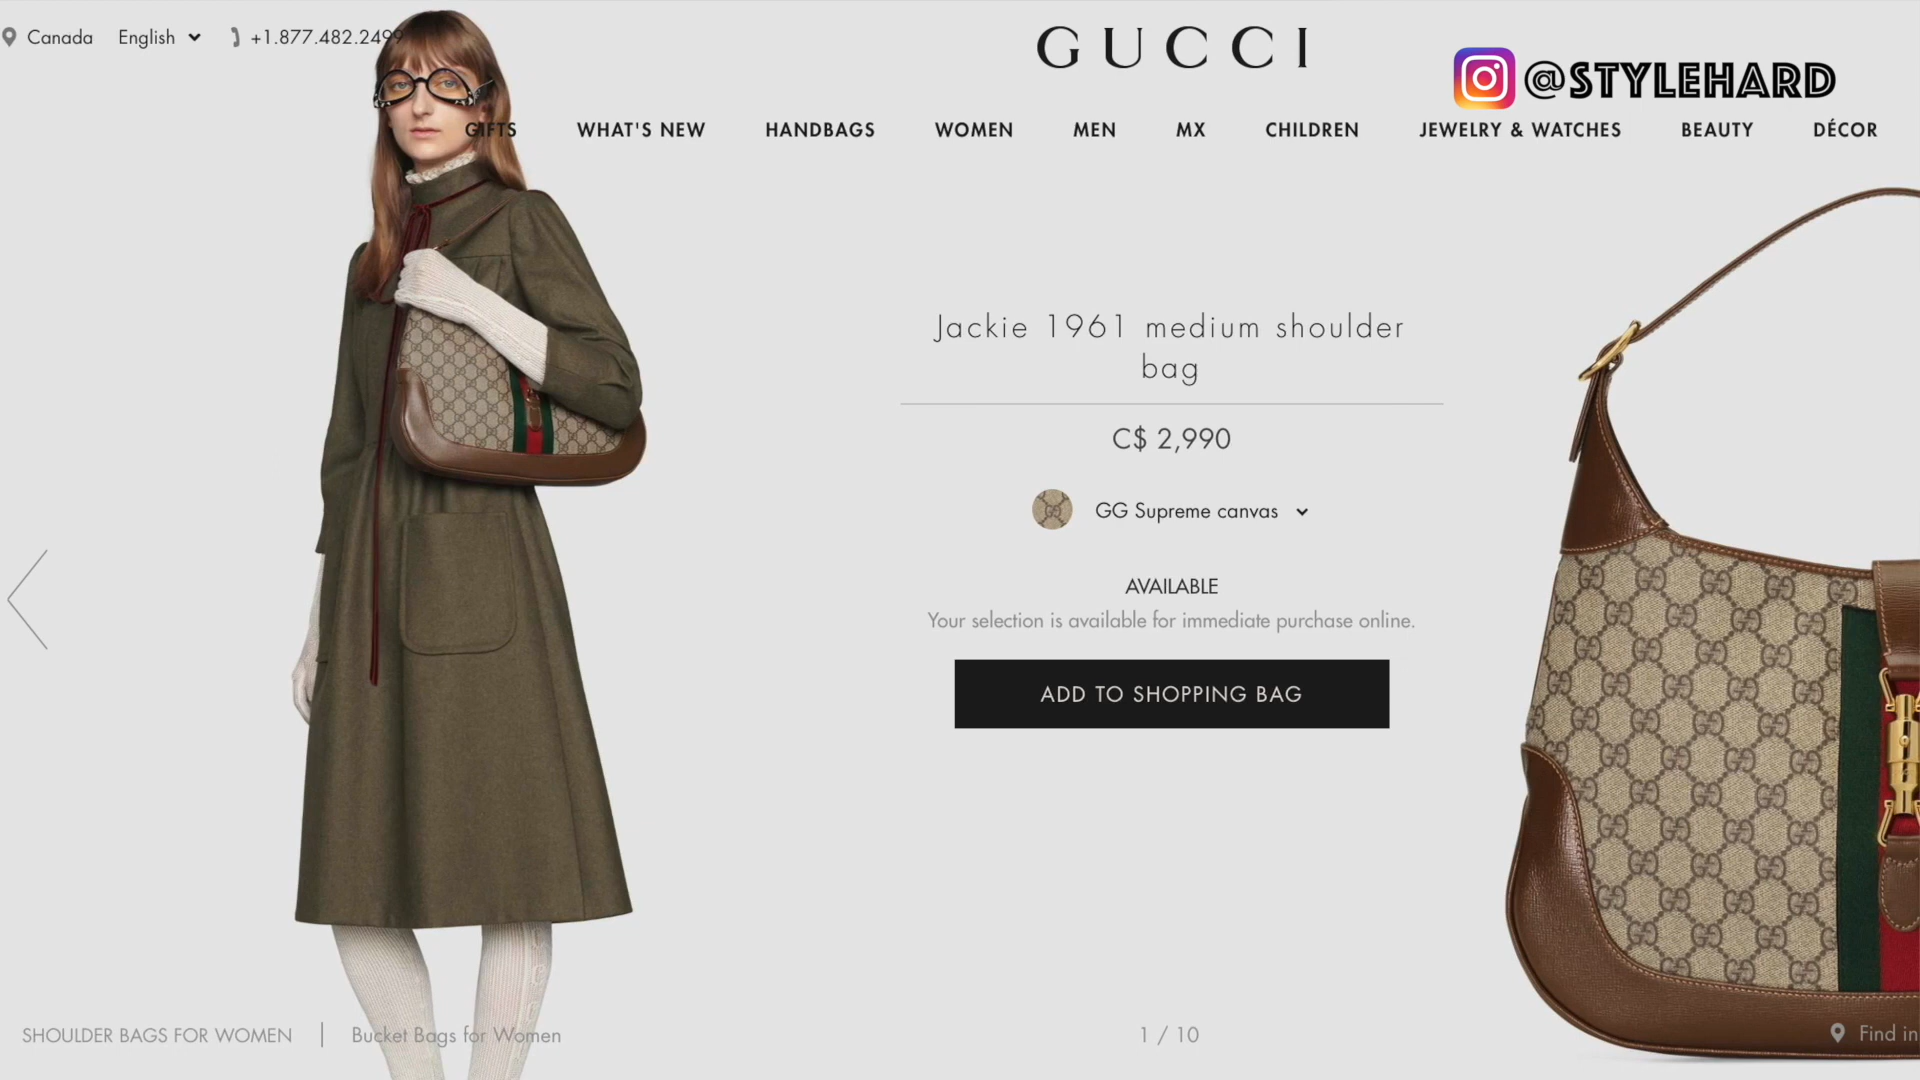 Canada English +1.877.482.2499
GUCCI
@STYLEHARD
GIFTS WHAT'S NEW HANDBAGS WOMEN MEN MX CHILDREN JEWELRY & WATCHES BEAUTY DÉCOR
Jackie 1961 medium shoulder
bag
C$ 2,990
GG Supreme canvas
AVAILABLE
Your selection is available for immediate purchase online.
ADD TO SHOPPING BAG
SHOULDER BAGS FOR WOMEN | Bucket Bags for Women
1 / 10
Find in